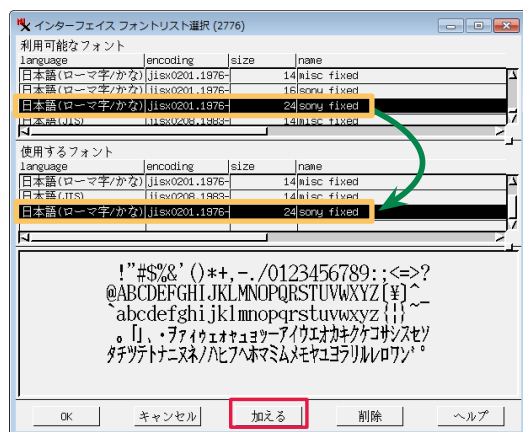 インターフェイス フォントリスト選択 (2776)
利用可能なフォント
language encoding size name
日本語(ローマ字/かな) jisx0201.1976- 14 misc fixed
日本語(ローマ字/かな) jisx0201.1976- 16 sony fixed
日本語(ローマ字/かな) jisx0201.1976- 24 sony fixed
日本語(JIS) jisx0208.1983- 14 misc fixed
使用するフォント
language encoding size name
日本語(ローマ字/かな) jisx0201.1976- 14 misc fixed
日本語(JIS) jisx0208.1983- 14 misc fixed
日本語(ローマ字/かな) jisx0201.1976- 24 sony fixed
!"#$%&'()*+,-./0123456789:;<=>?
@ABCDEFGHIJKLMNOPQRSTUVWXYZ[¥]^_
`abcdefghijklmnopqrstuvwxyz{|}‾
。「」、・ヲァィゥェォャュョッーアイウエオカキクケコサシスセソ
タチツテトナニヌネノハヒフヘホマミムメモヤユヨラリルレロワン゛゜
OK キャンセル 加える 削除 ヘルプ